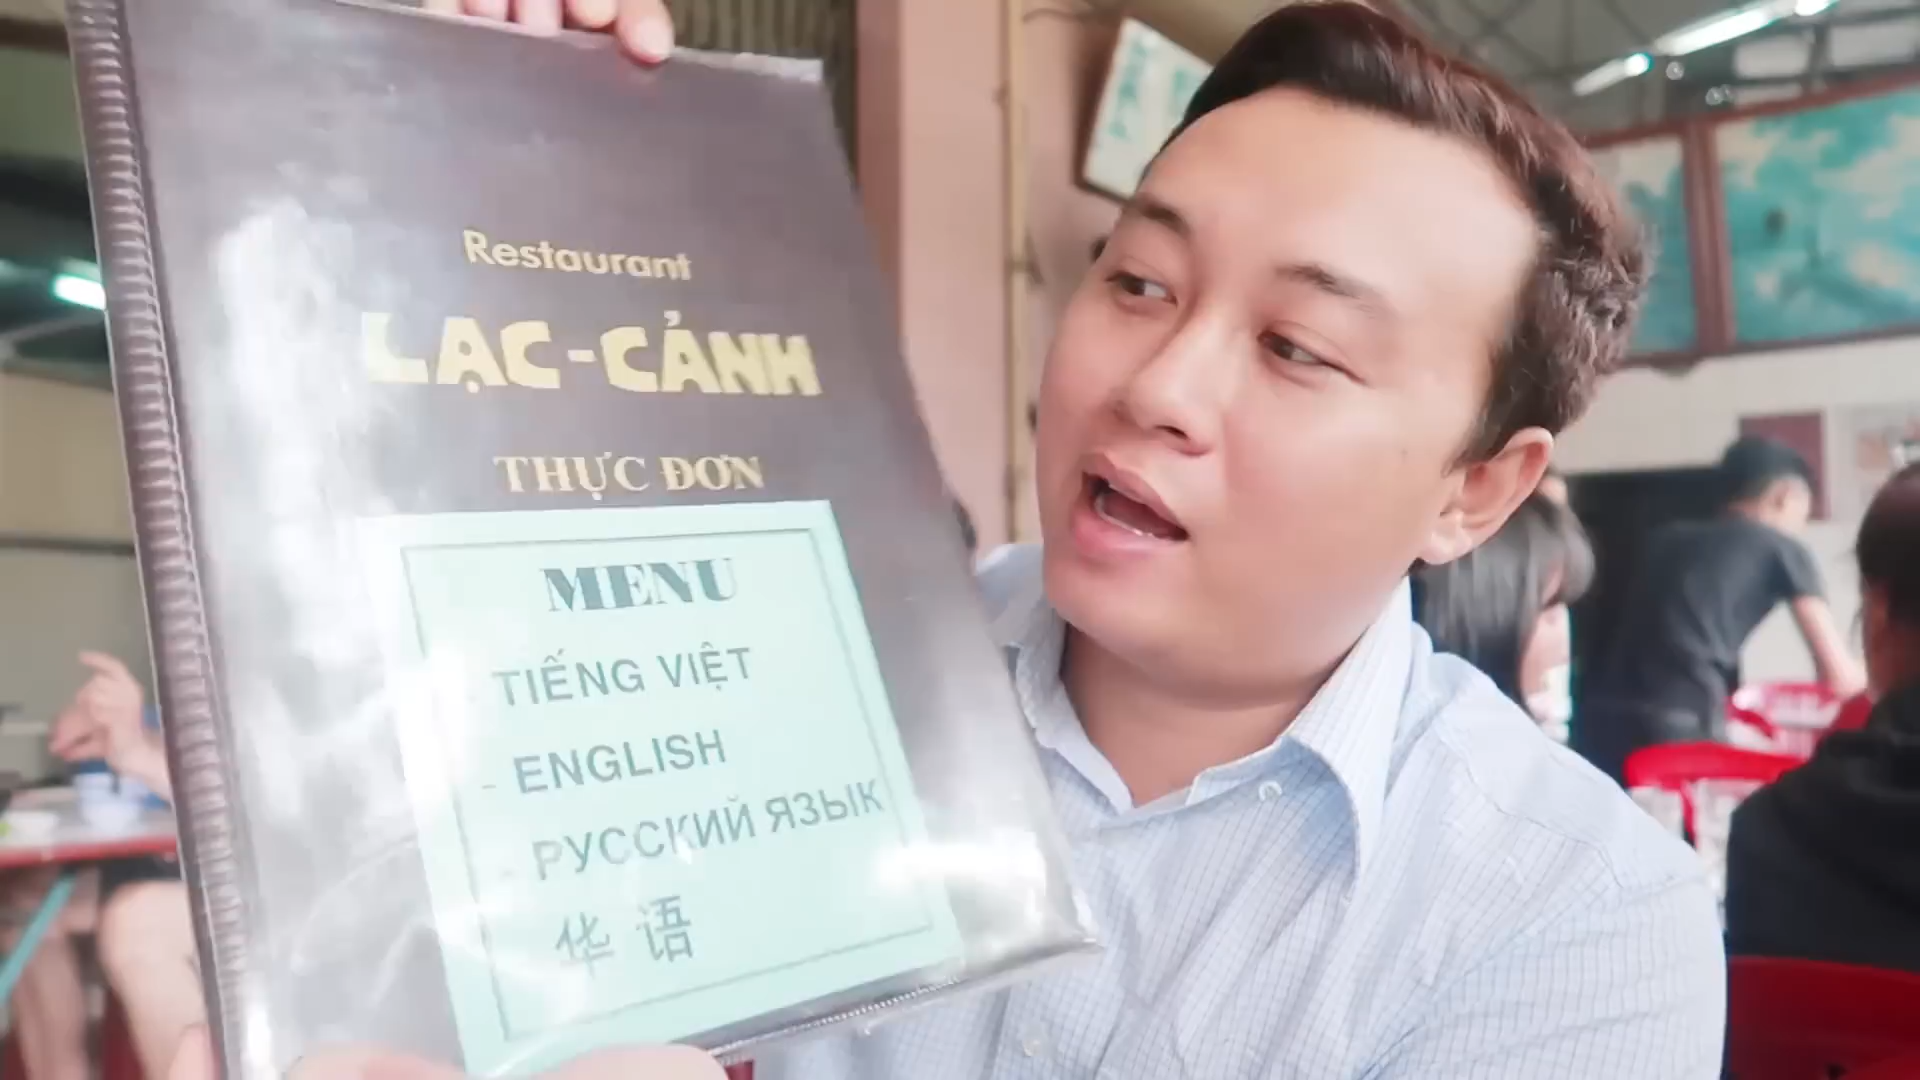 Restaurant
LẠC-CẢNH
THỰC ĐƠN
MENU
- TIẾNG VIỆT
- ENGLISH
- РУССКИЙ ЯЗЫК
华语